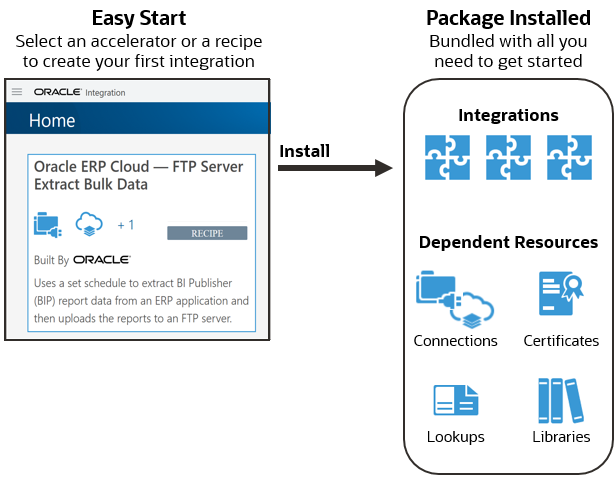 Easy Start
Select an accelerator or a recipe
to create your first integration
ORACLE Integration
Home
Oracle ERP Cloud — FTP Server
Extract Bulk Data
+ 1
RECIPE
Built By ORACLE
Uses a set schedule to extract BI Publisher
(BIP) report data from an ERP application and
then uploads the reports to an FTP server.
Install
Package Installed
Bundled with all you
need to get started
Integrations
Dependent Resources
Connections
Certificates
Lookups
Libraries